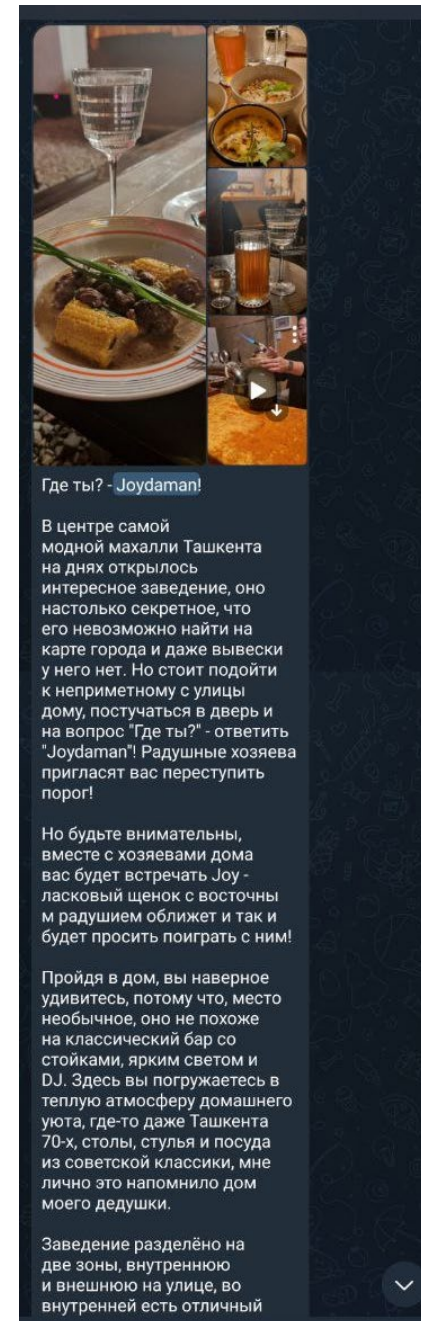 Где ты? - Joydaman!
В центре самой
модной махалли Ташкента
на днях открылось
интересное заведение, оно
настолько секретное, что
его невозможно найти на
карте города и даже вывески
у него нет. Но стоит подойти
к неприметному с улицы
дому, постучаться в дверь и
на вопрос "Где ты?" - ответить
"Joydaman"! Радушные хозяева
пригласят вас переступить
порог!
Но будьте внимательны,
вместе с хозяевами дома
вас будет встречать Joy -
ласковый щенок с восточны
м радушием оближет и так и
будет просить поиграть с ним!
Пройдя в дом, вы наверное
удивитесь, потому что, место
необычное, оно не похоже
на классический бар со
стойками, ярким светом и
DJ. Здесь вы погружаетесь в
теплую атмосферу домашнего
уюта, где-то даже Ташкента
70-х, столы, стулья и посуда
из советской классики, мне
лично это напомнило дом
моего дедушки.
Заведение разделёно на
две зоны, внутреннюю
и внешнюю на улице, во
внутренней есть отличный